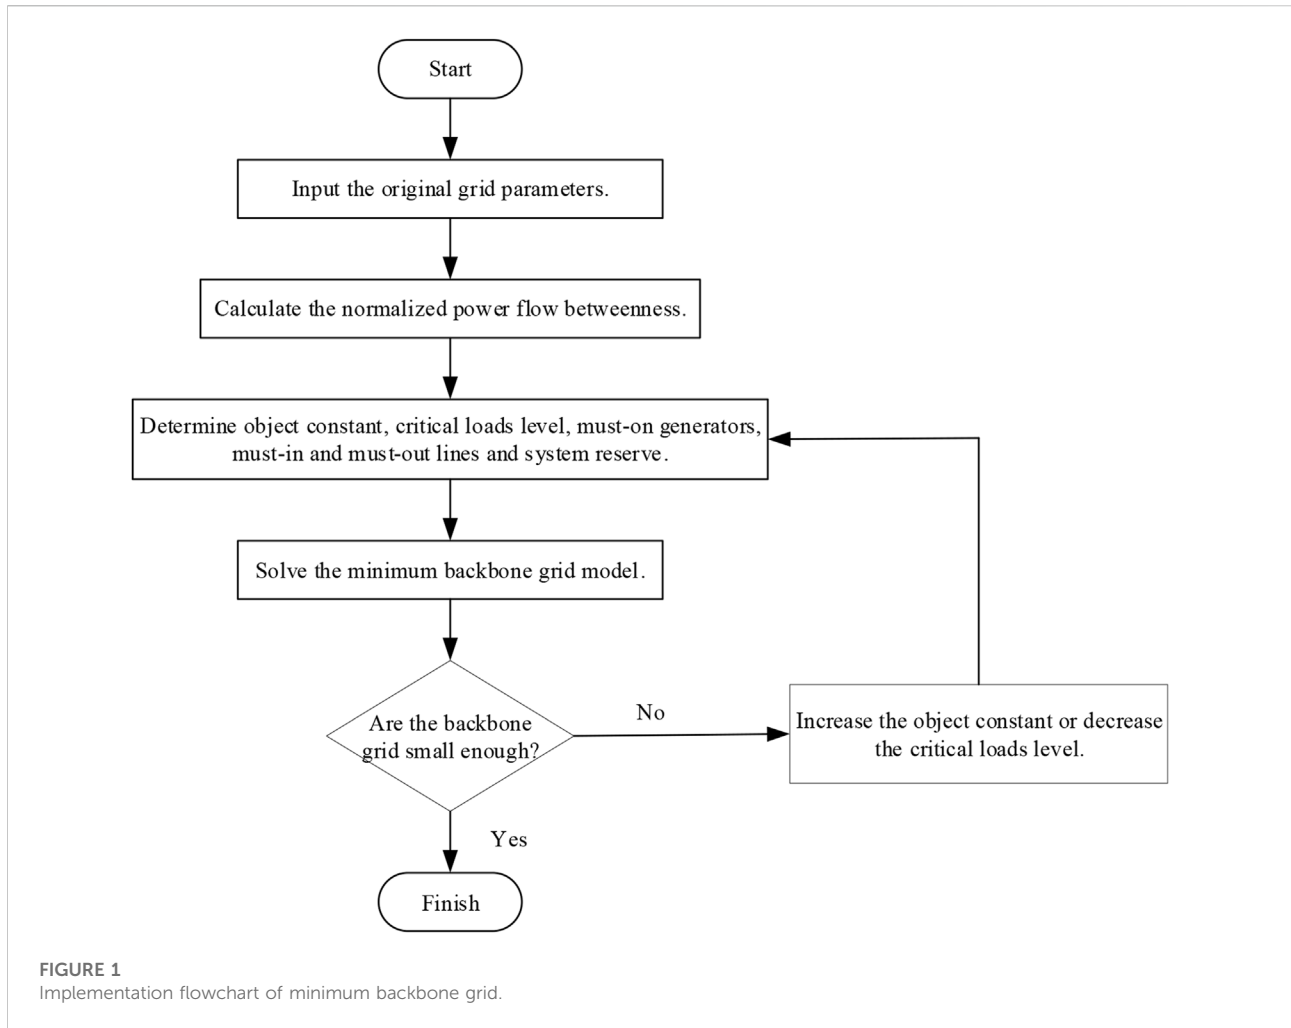 Start
Input the original grid parameters.
Calculate the normalized power flow betweenness.
Determine object constant, critical loads level, must-on generators,
must-in and must-out lines and system reserve.
Solve the minimum backbone grid model.
Are the backbone
grid small enough?
No
Increase the object constant or decrease
the critical loads level.
Yes
Finish
FIGURE 1
Implementation flowchart of minimum backbone grid.